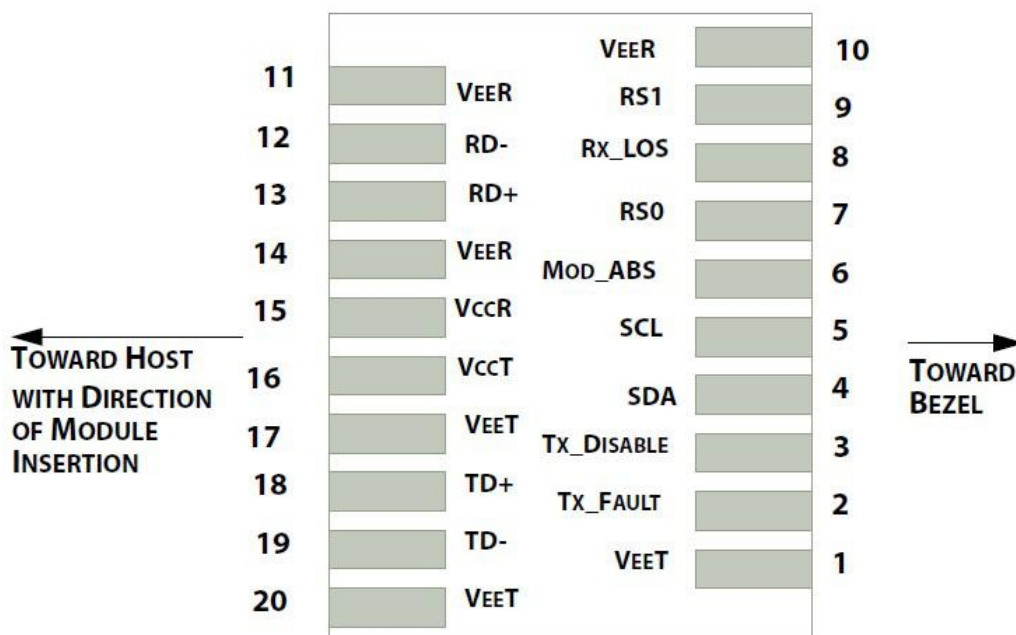 11 VEER
12 RD-
13 RD+
14 VEER
15 VCCR
16 VCCT
17 VEET
18 TD+
19 TD-
20 VEET
TOWARD HOST
WITH DIRECTION
OF MODULE
INSERTION
VEER 10
RS1 9
RX_LOS 8
RS0 7
MOD_ABS 6
SCL 5
SDA 4
TX_DISABLE 3
TX_FAULT 2
VEET 1
TOWARD
BEZEL